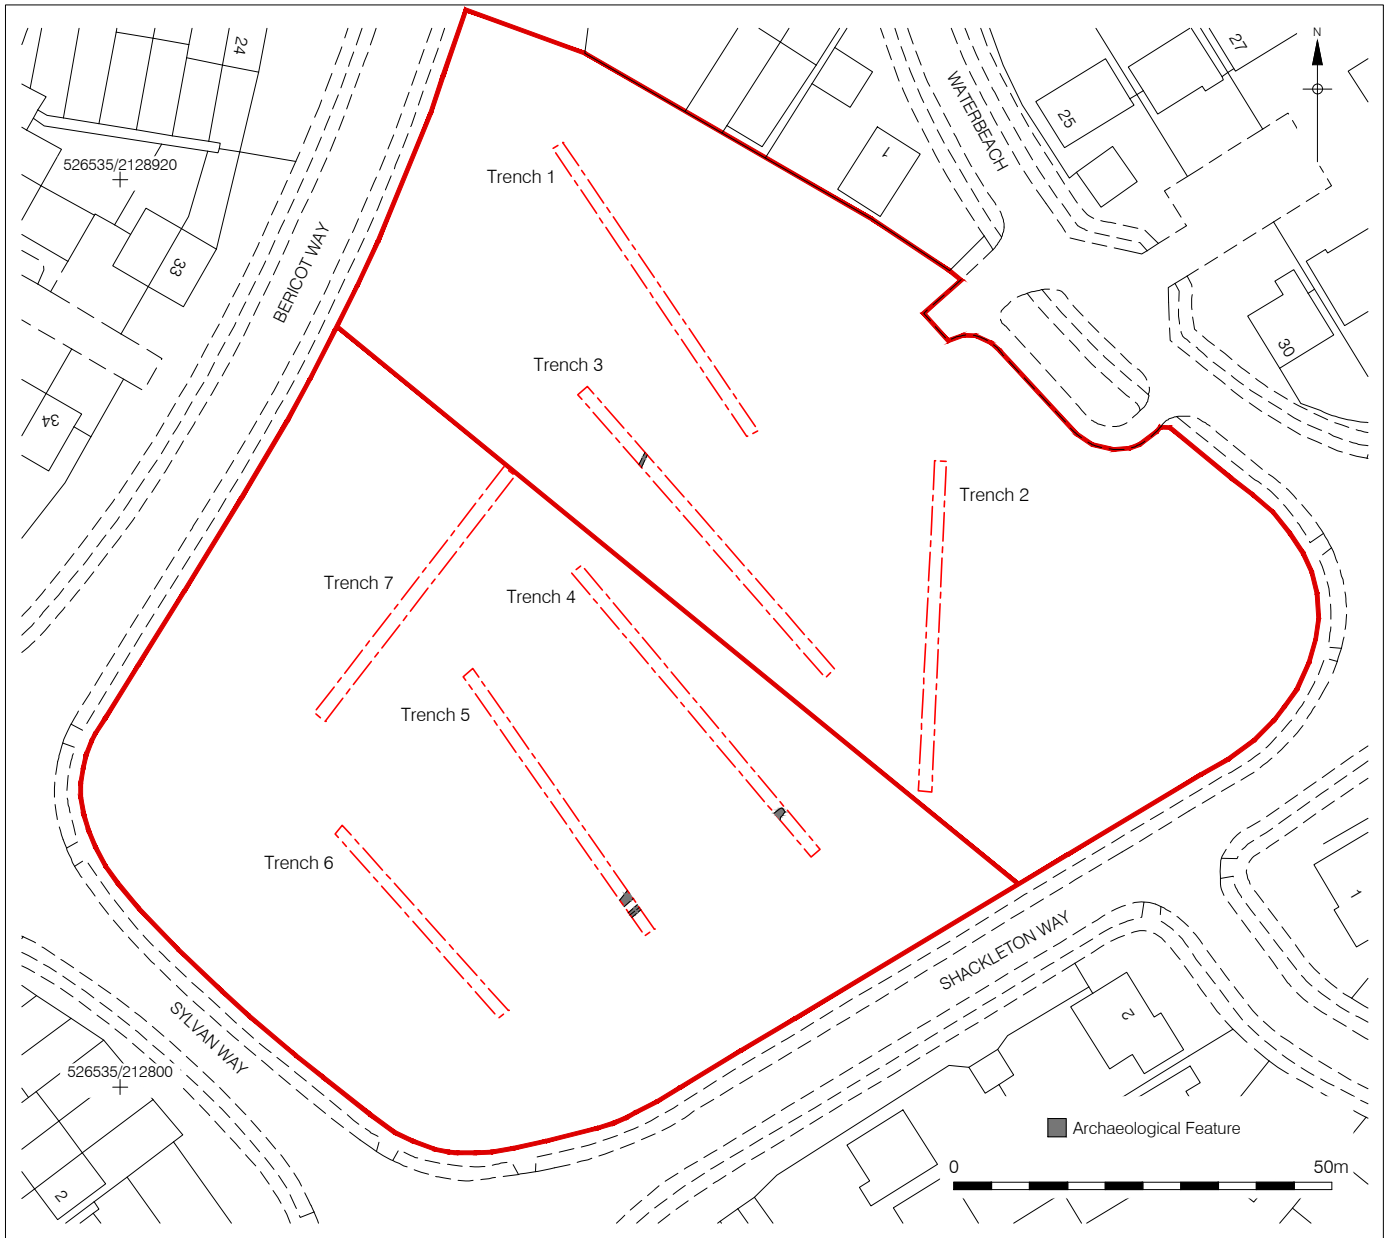 24
27
N
WATERBEACH
25
1
526535/2128920
Trench 1
BERICOT WAY
33
30
Trench 3
34
Trench 2
Trench 7
Trench 4
Trench 5
Trench 6
1
SHACKLETON WAY
SYLVAN WAY
2
526535/212800
2
Archaeological Feature
0 50m